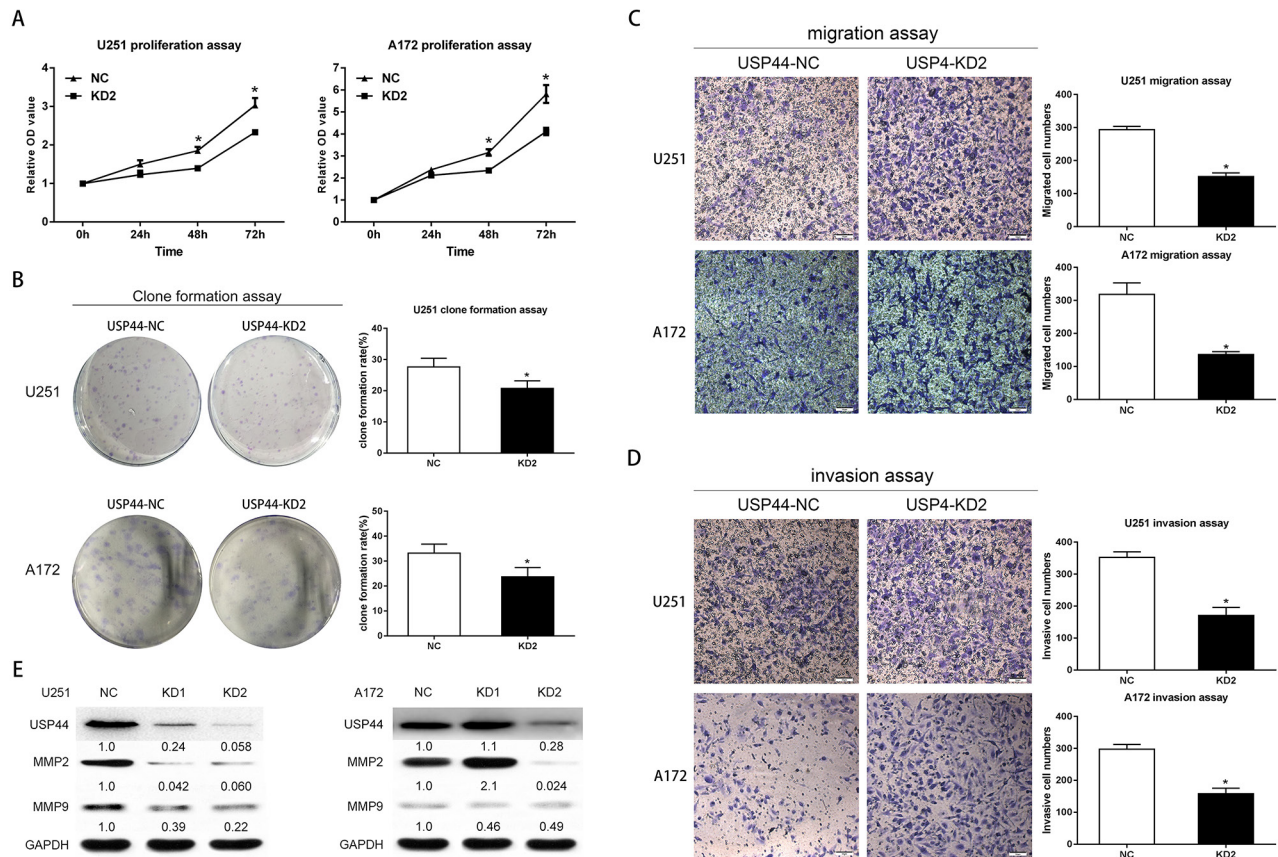 A
U251 proliferation assay
Relative OD value
4
3
2
1
0
NC
KD2
*
*
0h 24h 48h 72h
Time
A172 proliferation assay
Relative OD value
7
6
5
4
3
2
1
0
NC
KD2
*
*
0h 24h 48h 72h
Time
B
Clone formation assay
USP44-NC USP44-KD2
U251
USP44-NC USP44-KD2
A172
U251 clone formation assay
clone formation rate(%)
40
30
20
10
0
*
NC KD2
clone formation rate(%)
50
40
30
20
10
0
*
NC KD2
C
migration assay
USP44-NC USP4-KD2
U251
A172
U251 migration assay
Migrated cell numbers
400
300
200
100
0
*
NC KD2
A172 migration assay
Migrated cell numbers
400
300
200
100
0
*
NC KD2
D
invasion assay
USP44-NC USP4-KD2
U251
A172
U251 invasion assay
Invasive cell numbers
400
300
200
100
0
*
NC KD2
A172 invasion assay
Invasive cell numbers
400
300
200
100
0
*
NC KD2
E
U251 NC KD1 KD2
USP44
1.0 0.24 0.058
MMP2
1.0 0.042 0.060
MMP9
1.0 0.39 0.22
GAPDH
A172 NC KD1 KD2
USP44
1.0 1.1 0.28
MMP2
1.0 2.1 0.024
MMP9
1.0 0.46 0.49
GAPDH